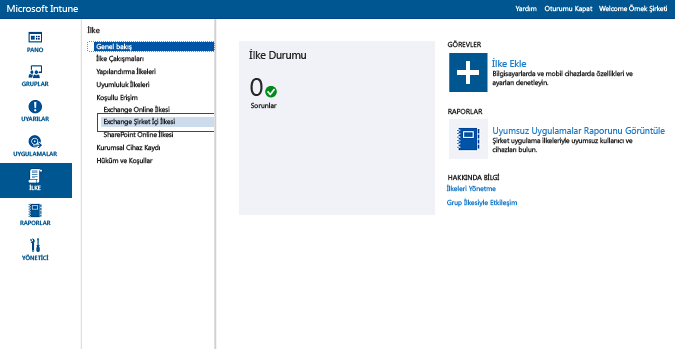 Microsoft Intune
Yardım Oturumu Kapat Welcome Örnek Şirketi
PANO
GRUPLAR
UYARILAR
UYGULAMALAR
İLKE
RAPORLAR
YÖNETİCİ
İlke
Genel bakış
İlke Çakışmaları
Yapılandırma İlkeleri
Uyumluluk İlkeleri
Koşullu Erişim
Exchange Online İlkesi
Exchange Şirket İçi İlkesi
SharePoint Online İlkesi
Kurumsal Cihaz Kaydı
Hüküm ve Koşullar
İlke Durumu
0
Sorunlar
GÖREVLER
İlke Ekle
Bilgisayarlarda ve mobil cihazlarda özellikleri ve
ayarları denetleyin.
RAPORLAR
Uyumsuz Uygulamalar Raporunu Görüntüle
Şirket uygulama ilkeleriyle uyumsuz kullanıcı ve
cihazları bulun.
HAKKINDA BİLGİ
İlkeleri Yönetme
Grup İlkesiyle Etkileşim